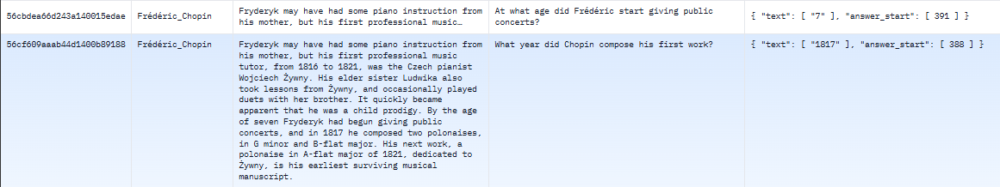 56cbdea66d243a140015edae Frédéric_Chopin Fryderyk may have had some piano instruction from his mother, but his first professional music… At what age did Frédéric start giving public concerts? { "text": [ "7" ], "answer_start": [ 391 ] }
56cf609aaab44d1400b89188 Frédéric_Chopin
Fryderyk may have had some piano instruction from
his mother, but his first professional music
tutor, from 1816 to 1821, was the Czech pianist
Wojciech Żywny. His elder sister Ludwika also
took lessons from Żywny, and occasionally played
duets with her brother. It quickly became
apparent that he was a child prodigy. By the age
of seven Fryderyk had begun giving public
concerts, and in 1817 he composed two polonaises,
in G minor and B-flat major. His next work, a
polonaise in A-flat major of 1821, dedicated to
Żywny, is his earliest surviving musical
manuscript.
What year did Chopin compose his first work?
{ "text": [ "1817" ], "answer_start": [ 388 ] }